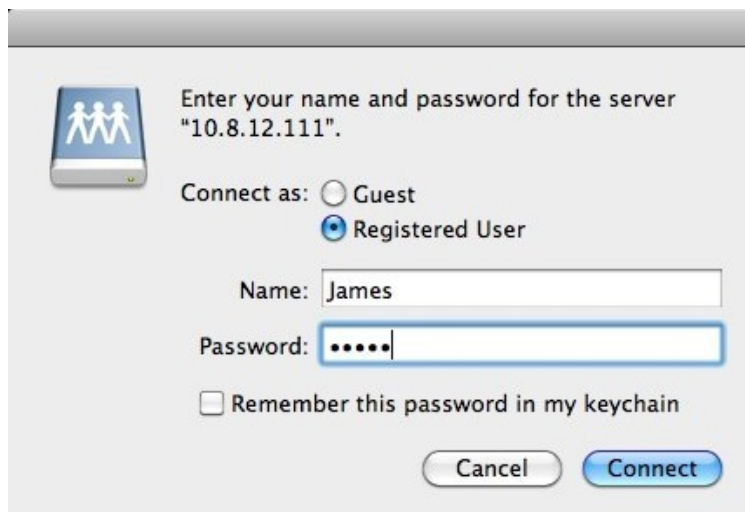 Enter your name and password for the server
“10.8.12.111”.
Connect as: Guest
Registered User
Name: James
Password: •••••
Remember this password in my keychain
Cancel Connect